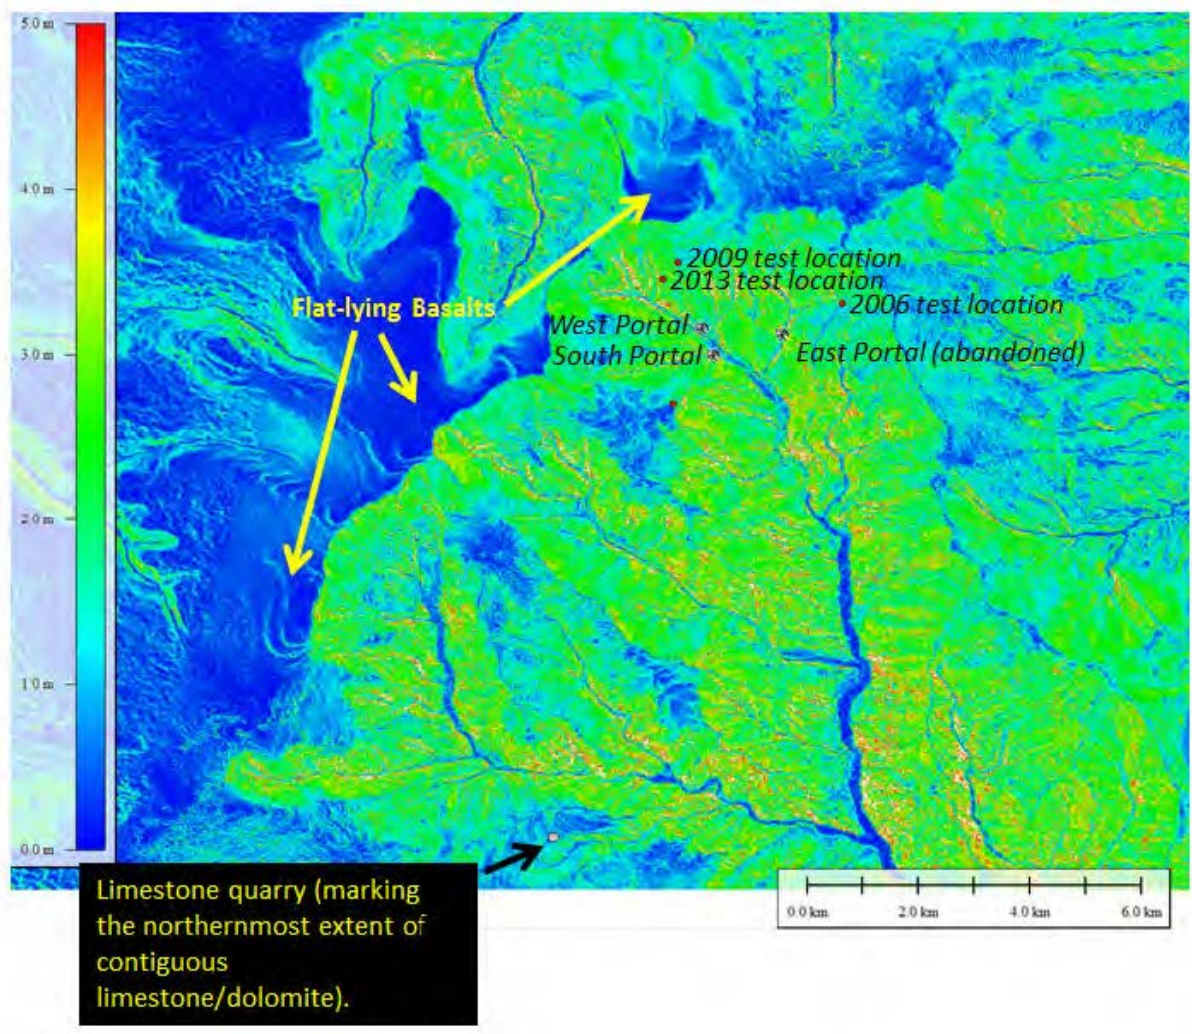 5.0 m
4.0 m
3.0 m
2.0 m
1.0 m
0.0 m
2009 test location
2013 test location
2006 test location
Flat-lying Basalts
West Portal
South Portal
East Portal (abandoned)
Limestone quarry (marking
the northernmost extent of
contiguous
limestone/dolomite).
0.0 km 2.0 km 4.0 km 6.0 km